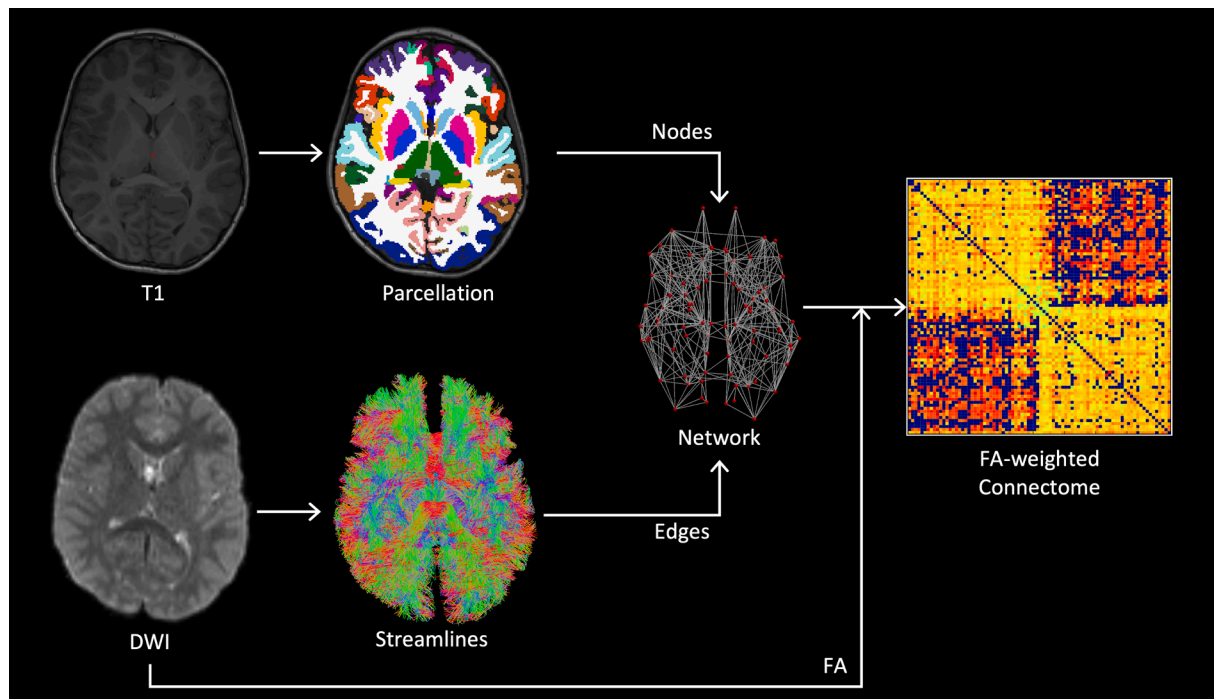 T1
Parcellation
Nodes
Network
FA-weighted
Connectome
DWI
Streamlines
Edges
FA